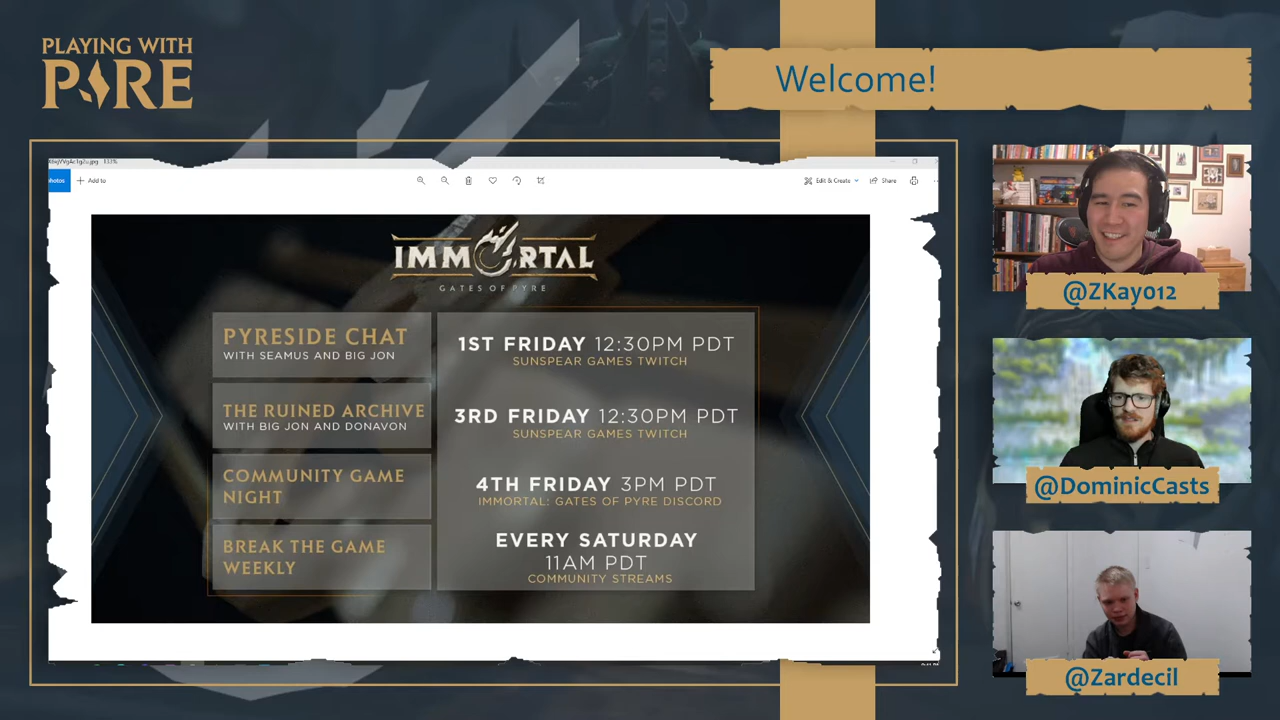 PLAYING WITH
PYRE
Welcome!
133%
Add to
Edit & Create
Share
IMMORTAL
GATES OF PYRE
PYRESIDE CHAT
WITH SEAMUS AND BIG JON
1ST FRIDAY 12:30PM PDT
SUNSPEAR GAMES TWITCH
THE RUINED ARCHIVE
WITH BIG JON AND DONAVON
3RD FRIDAY 12:30PM PDT
SUNSPEAR GAMES TWITCH
COMMUNITY GAME
NIGHT
4TH FRIDAY 3PM PDT
IMMORTAL: GATES OF PYRE DISCORD
BREAK THE GAME
WEEKLY
EVERY SATURDAY
11AM PDT
COMMUNITY STREAMS
@ZKay012
@DominicCasts
@Zardecil